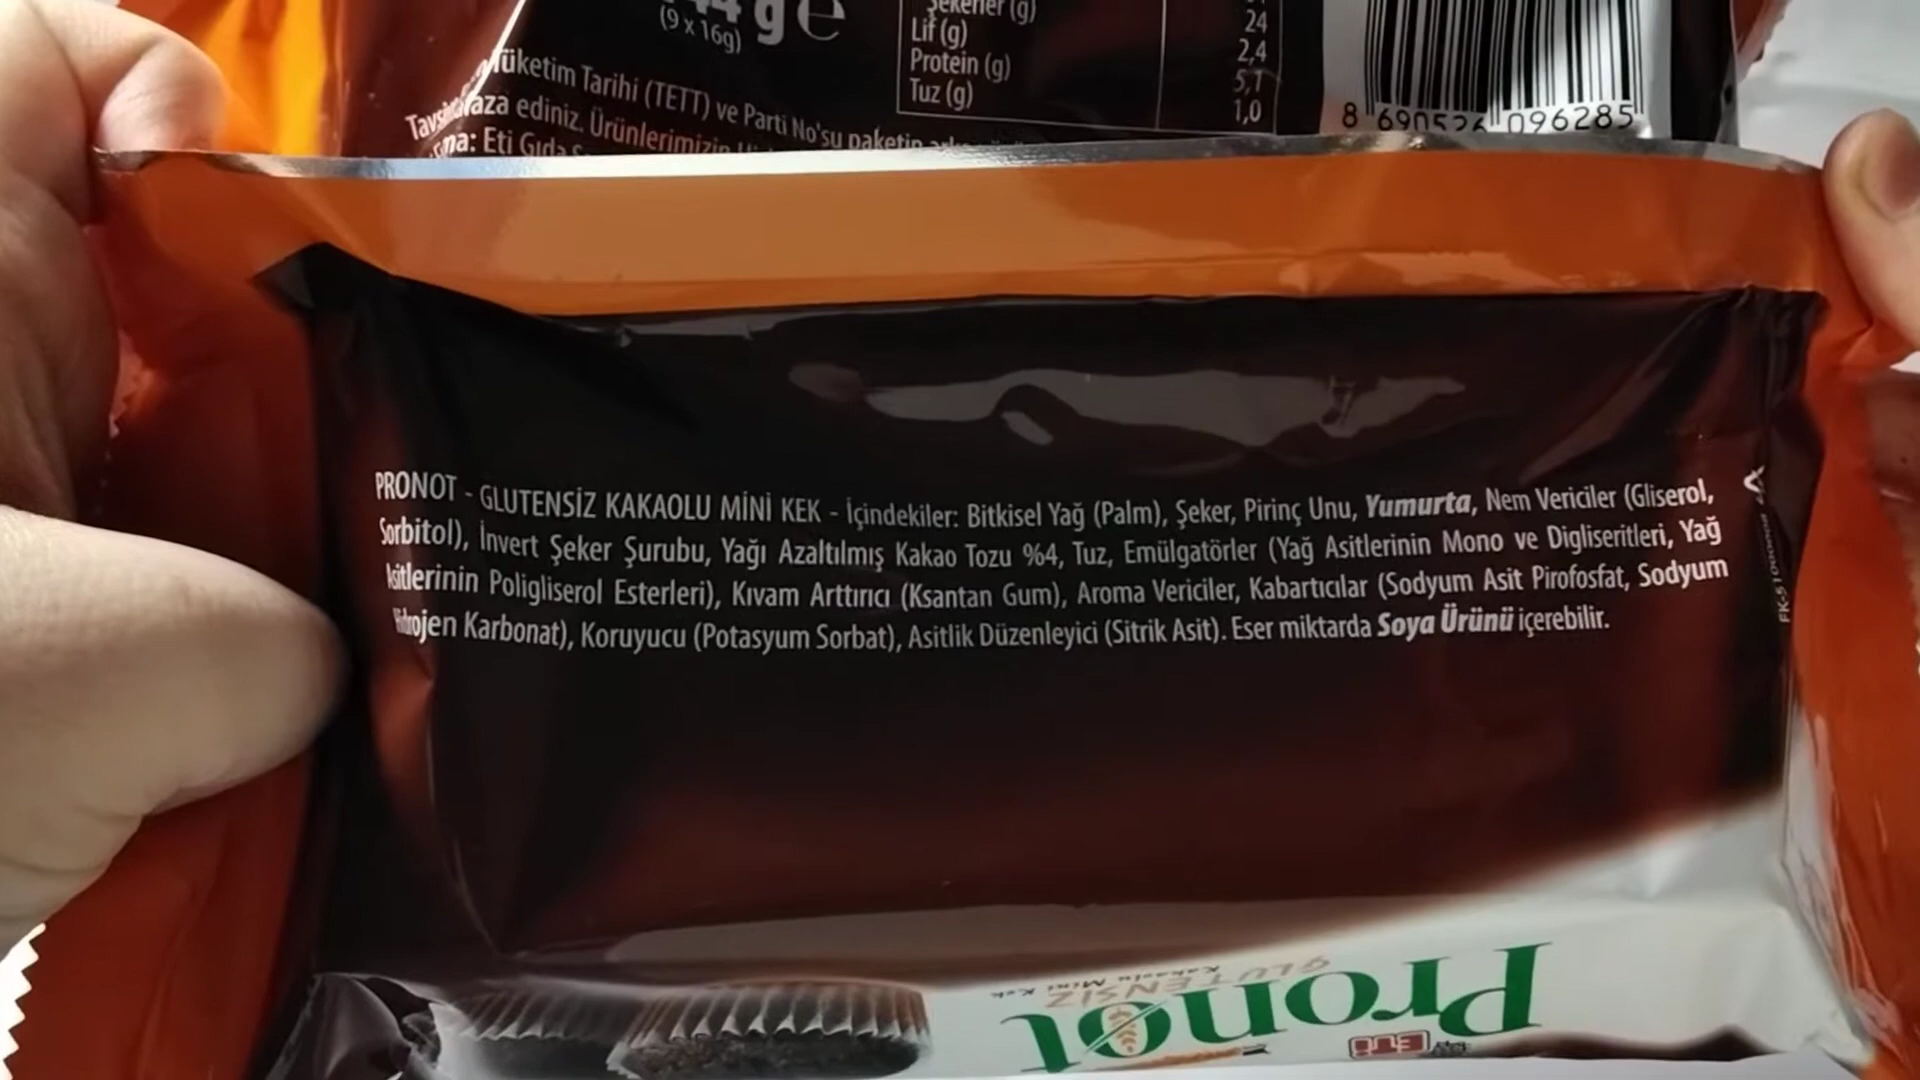 44 g e
(9 x 16g)
Şekerler (g)
Lif (g) 24
Protein (g) 2,4
Tuz (g) 5,1
1,0
8 690526 096285
Tüketim Tarihi (TETT) ve Parti No'su paketin
ediniz. Ürünlerimizin
Eti Gıda
PRONOT - GLUTENSİZ KAKAOLU MİNİ KEK - İçindekiler: Bitkisel Yağ (Palm), Şeker, Pirinç Unu, Yumurta, Nem Vericiler (Gliserol,
Sorbitol), İnvert Şeker Şurubu, Yağı Azaltılmış Kakao Tozu %4, Tuz, Emülgatörler (Yağ Asitlerinin Mono ve Digliseritleri, Yağ
Asitlerinin Poligliserol Esterleri), Kıvam Arttırıcı (Ksantan Gum), Aroma Vericiler, Kabartıcılar (Sodyum Asit Pirofosfat, Sodyum
Hidrojen Karbonat), Koruyucu (Potasyum Sorbat), Asitlik Düzenleyici (Sitrik Asit). Eser miktarda Soya Ürünü içerebilir.
ETİ
Pronot
GLUTENSİZ
Kakaolu Mini Kek